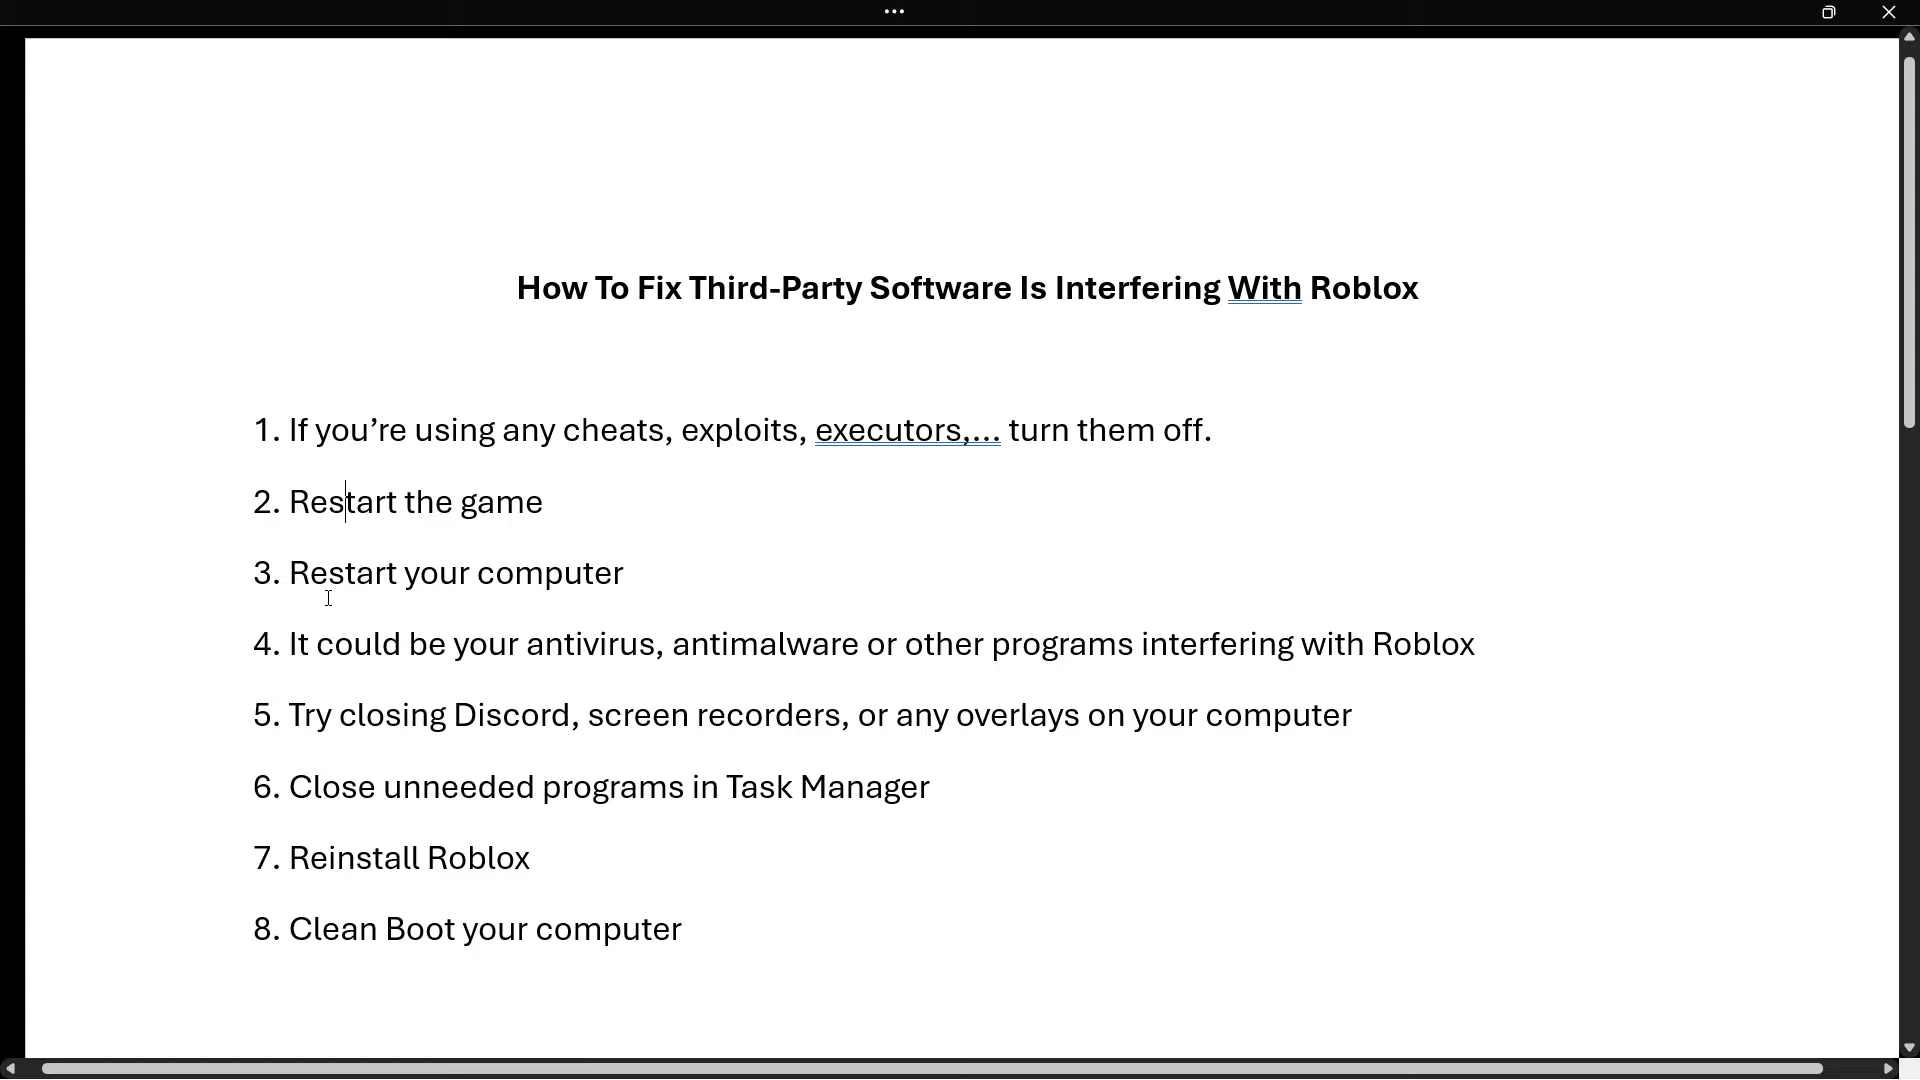 How To Fix Third-Party Software Is Interfering With Roblox
1. If you’re using any cheats, exploits, executors,... turn them off.
2. Restart the game
3. Restart your computer
4. It could be your antivirus, antimalware or other programs interfering with Roblox
5. Try closing Discord, screen recorders, or any overlays on your computer
6. Close unneeded programs in Task Manager
7. Reinstall Roblox
8. Clean Boot your computer